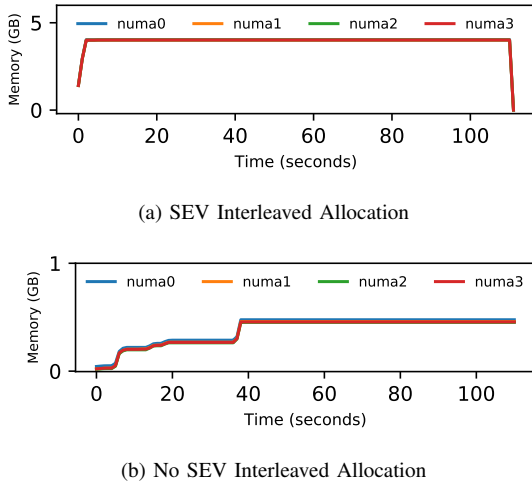 5
numa0 numa1 numa2 numa3
Memory (GB)
0
0 20 40 60 80 100
Time (seconds)
(a) SEV Interleaved Allocation
1
numa0 numa1 numa2 numa3
Memory (GB)
0
0 20 40 60 80 100
Time (seconds)
(b) No SEV Interleaved Allocation